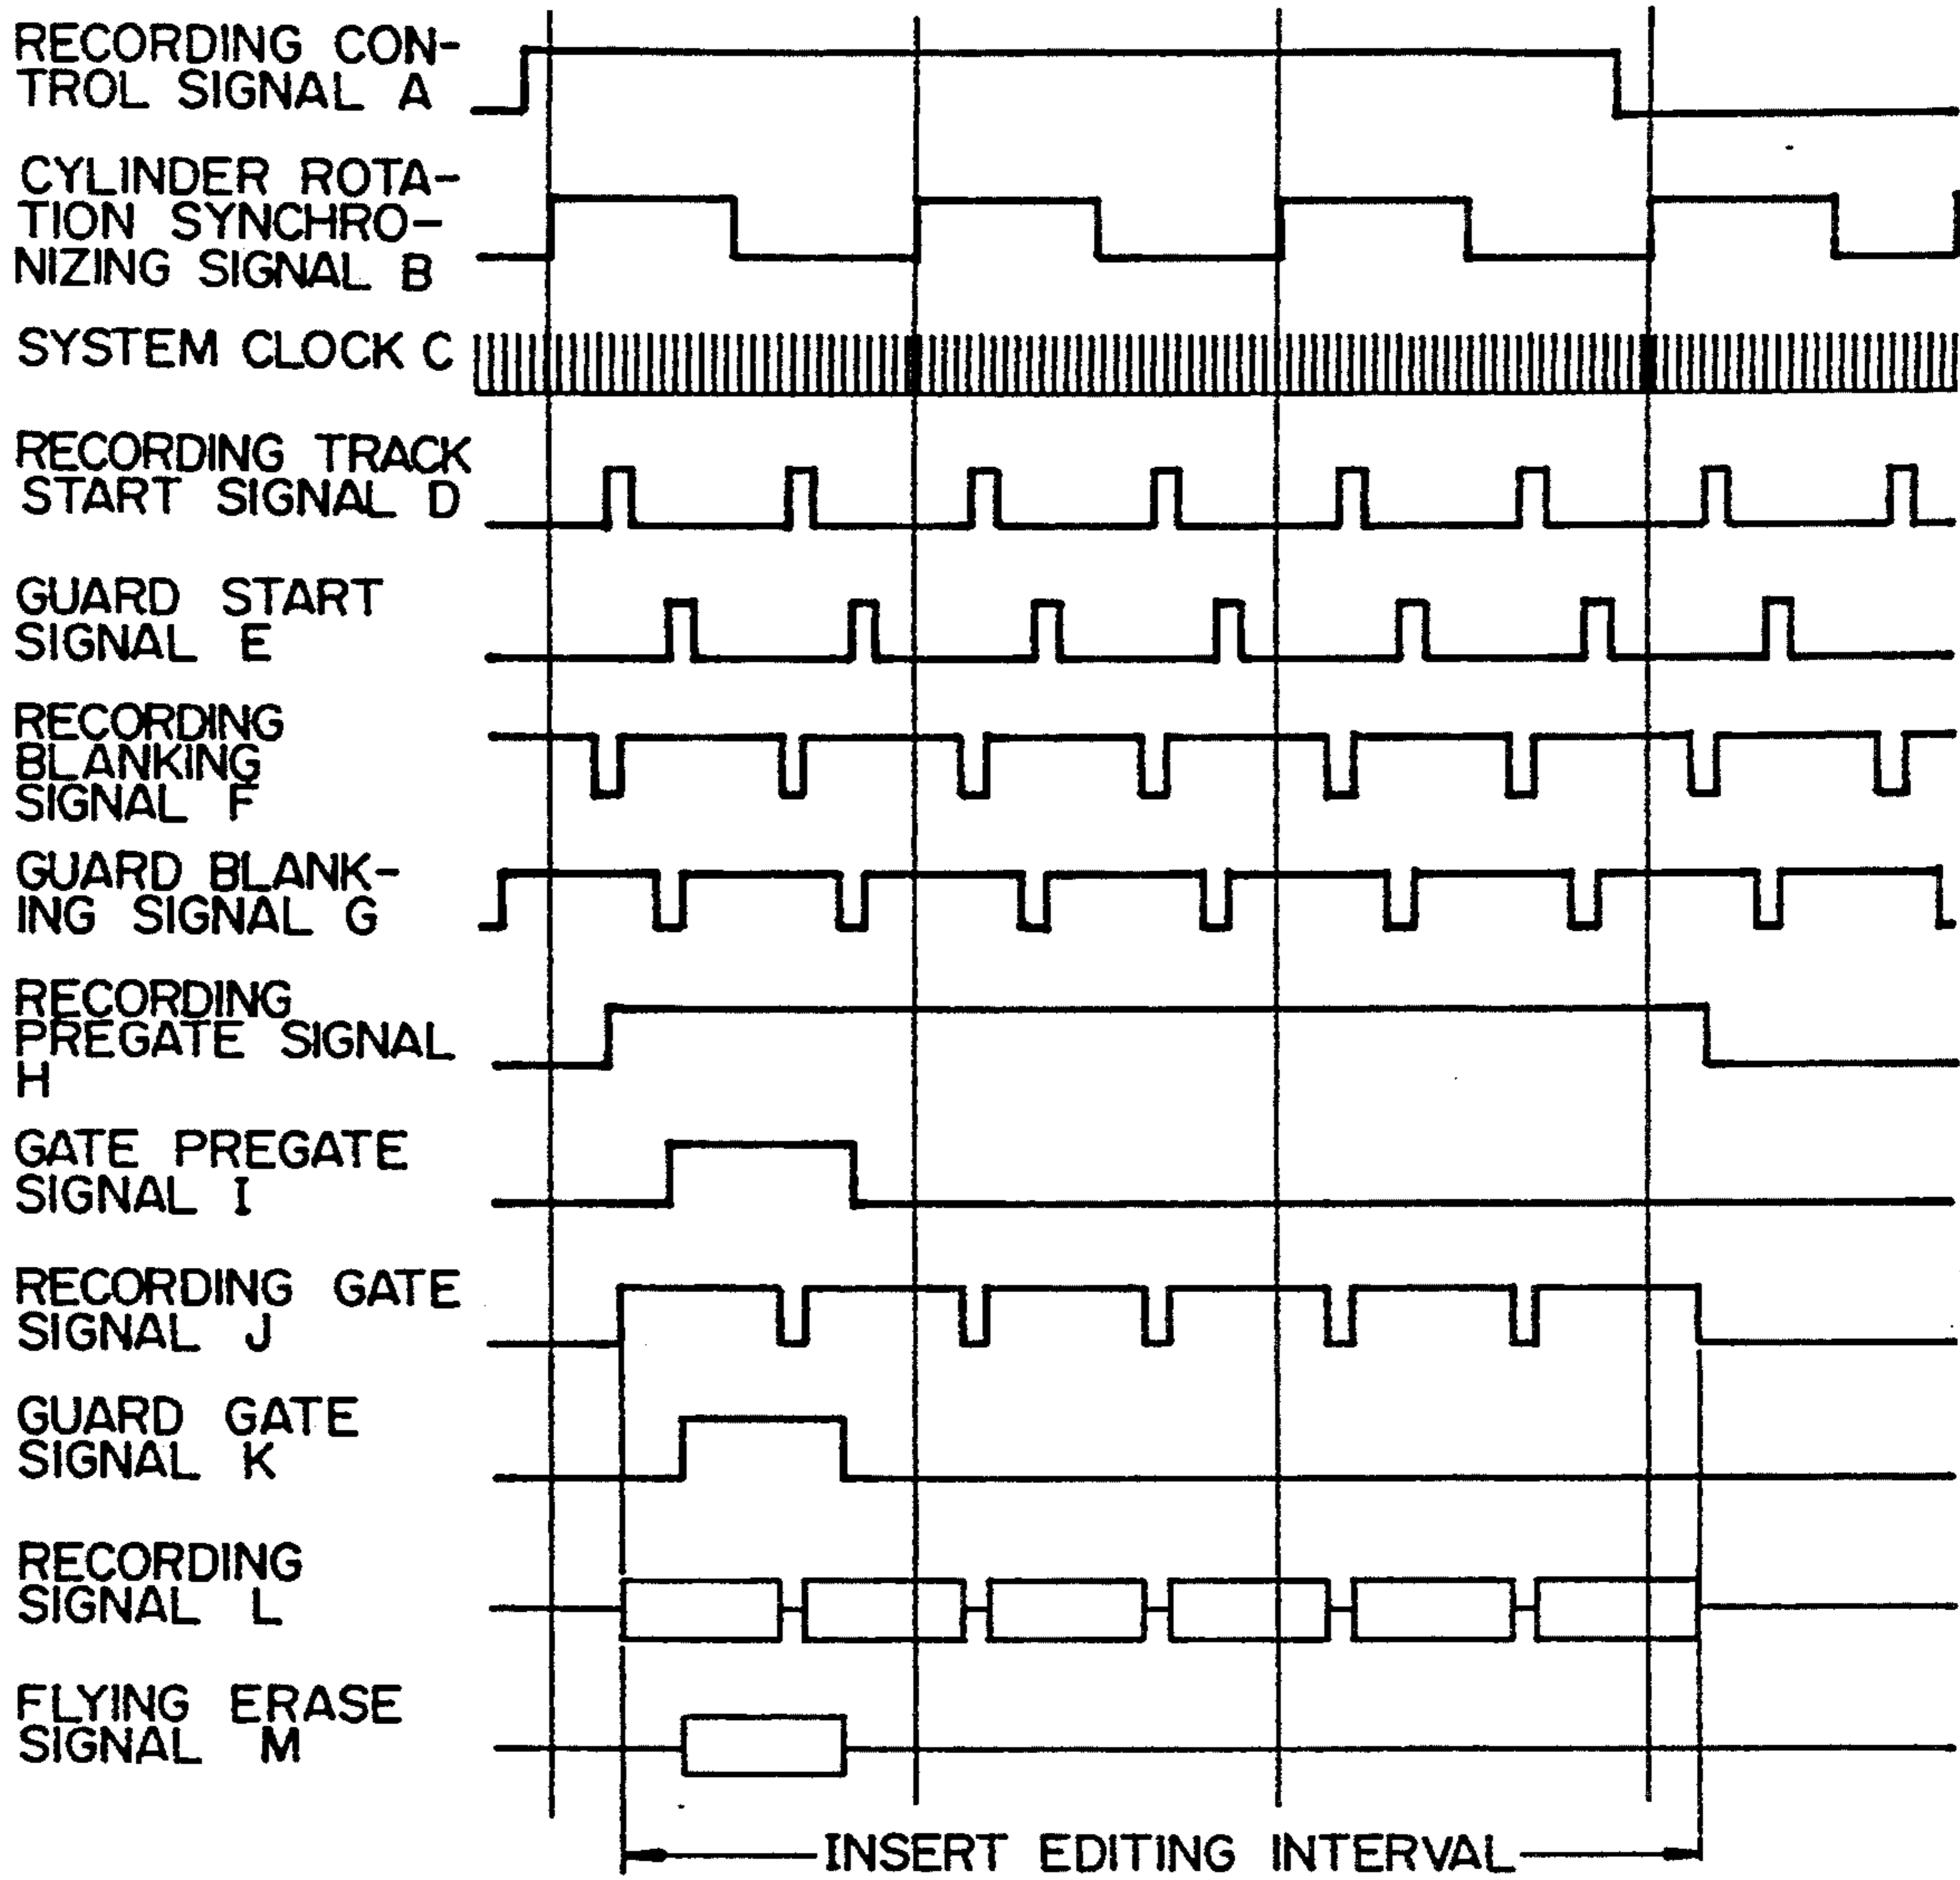 RECORDING CON-
TROL SIGNAL A
CYLINDER ROTA-
TION SYNCHRO-
NIZING SIGNAL B
SYSTEM CLOCK C
RECORDING TRACK
START SIGNAL D
GUARD START
SIGNAL E
RECORDING
BLANKING
SIGNAL F
GUARD BLANK-
ING SIGNAL G
RECORDING
PREGATE SIGNAL
H
GATE PREGATE
SIGNAL I
RECORDING GATE
SIGNAL J
GUARD GATE
SIGNAL K
RECORDING
SIGNAL L
FLYING ERASE
SIGNAL M
INSERT EDITING INTERVAL